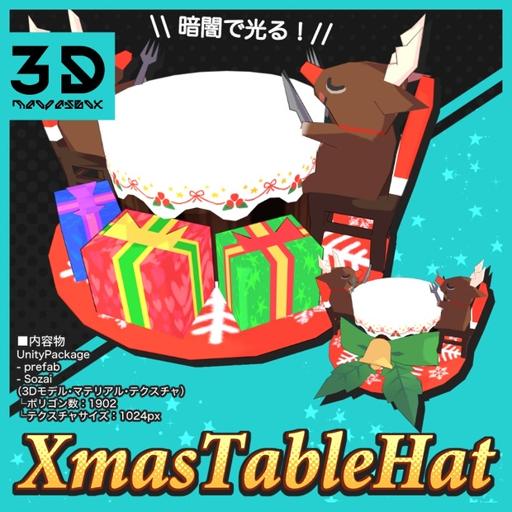 \\ 暗闇で光る！//
3D
■内容物
UnityPackage
- prefab
- Sozai
(3Dモデル・マテリアル・テクスチャ)
└ポリゴン数：1902
└テクスチャサイズ：1024px
XmasTableHat